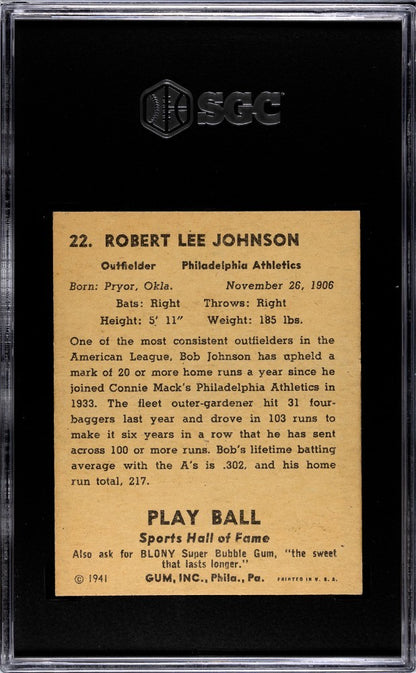 SGC
22. ROBERT LEE JOHNSON
Outfielder Philadelphia Athletics
Born: Pryor, Okla. November 26, 1906
Bats: Right Throws: Right
Height: 5' 11" Weight: 185 lbs.
One of the most consistent outfielders in the
American League, Bob Johnson has upheld a
mark of 20 or more home runs a year since he
joined Connie Mack's Philadelphia Athletics in
1933. The fleet outer-gardener hit 31 four-
baggers last year and drove in 103 runs to
make it six years in a row that he has sent
across 100 or more runs. Bob's lifetime batting
average with the A's is .302, and his home
run total, 217.
PLAY BALL
Sports Hall of Fame
Also ask for BLONY Super Bubble Gum, "the sweet
that lasts longer."
© 1941 GUM, INC., Phila., Pa. PRINTED IN U. S. A.